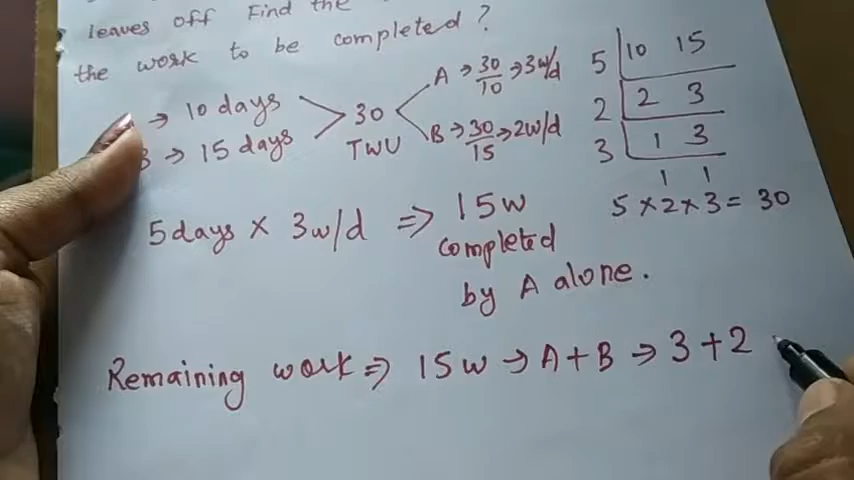 leaves off Find the
the work to be completed?
→ 10 days
B → 15 days
30
TWU
A → 30/10 → 3w/d
B → 30/15 → 2w/d
5 10 15
2 2 3
3 1 3
1 1
5 × 2 × 3 = 30
5 days × 3 w/d ⇒ 15 w
completed
by A alone.
Remaining work ⇒ 15 W → A + B → 3 + 2